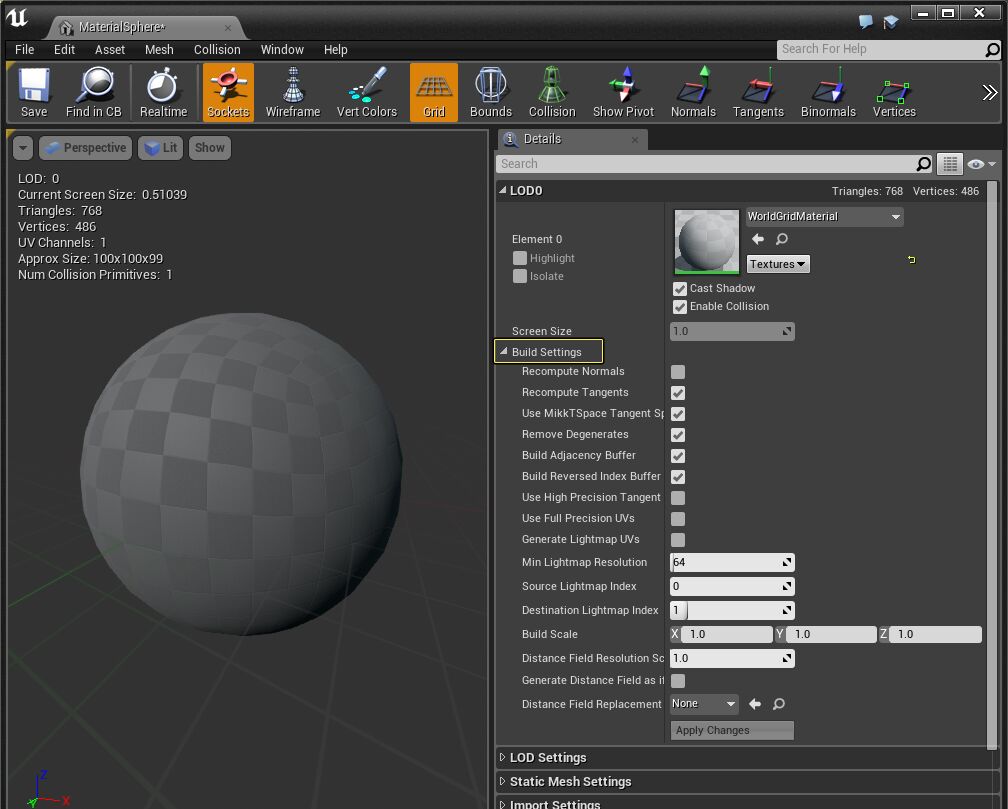 MaterialSphere*
File Edit Asset Mesh Collision Window Help
Search For Help
Save Find in CB Realtime Sockets Wireframe Vert Colors Grid Bounds Collision Show Pivot Normals Tangents Binormals Vertices
Perspective Lit Show
LOD: 0
Current Screen Size: 0.51039
Triangles: 768
Vertices: 486
UV Channels: 1
Approx Size: 100x100x99
Num Collision Primitives: 1
Z
X
Details
Search
LOD0 Triangles: 768 Vertices: 486
WorldGridMaterial
Element 0
Highlight
Isolate
Textures
Cast Shadow
Enable Collision
Screen Size 1.0
Build Settings
Recompute Normals
Recompute Tangents
Use MikkTSpace Tangent Sp
Remove Degenerates
Build Adjacency Buffer
Build Reversed Index Buffer
Use High Precision Tangent
Use Full Precision UVs
Generate Lightmap UVs
Min Lightmap Resolution 64
Source Lightmap Index 0
Destination Lightmap Index 1
Build Scale X 1.0 Y 1.0 Z 1.0
Distance Field Resolution Sc 1.0
Generate Distance Field as if
Distance Field Replacement None
Apply Changes
LOD Settings
Static Mesh Settings
Import Settings